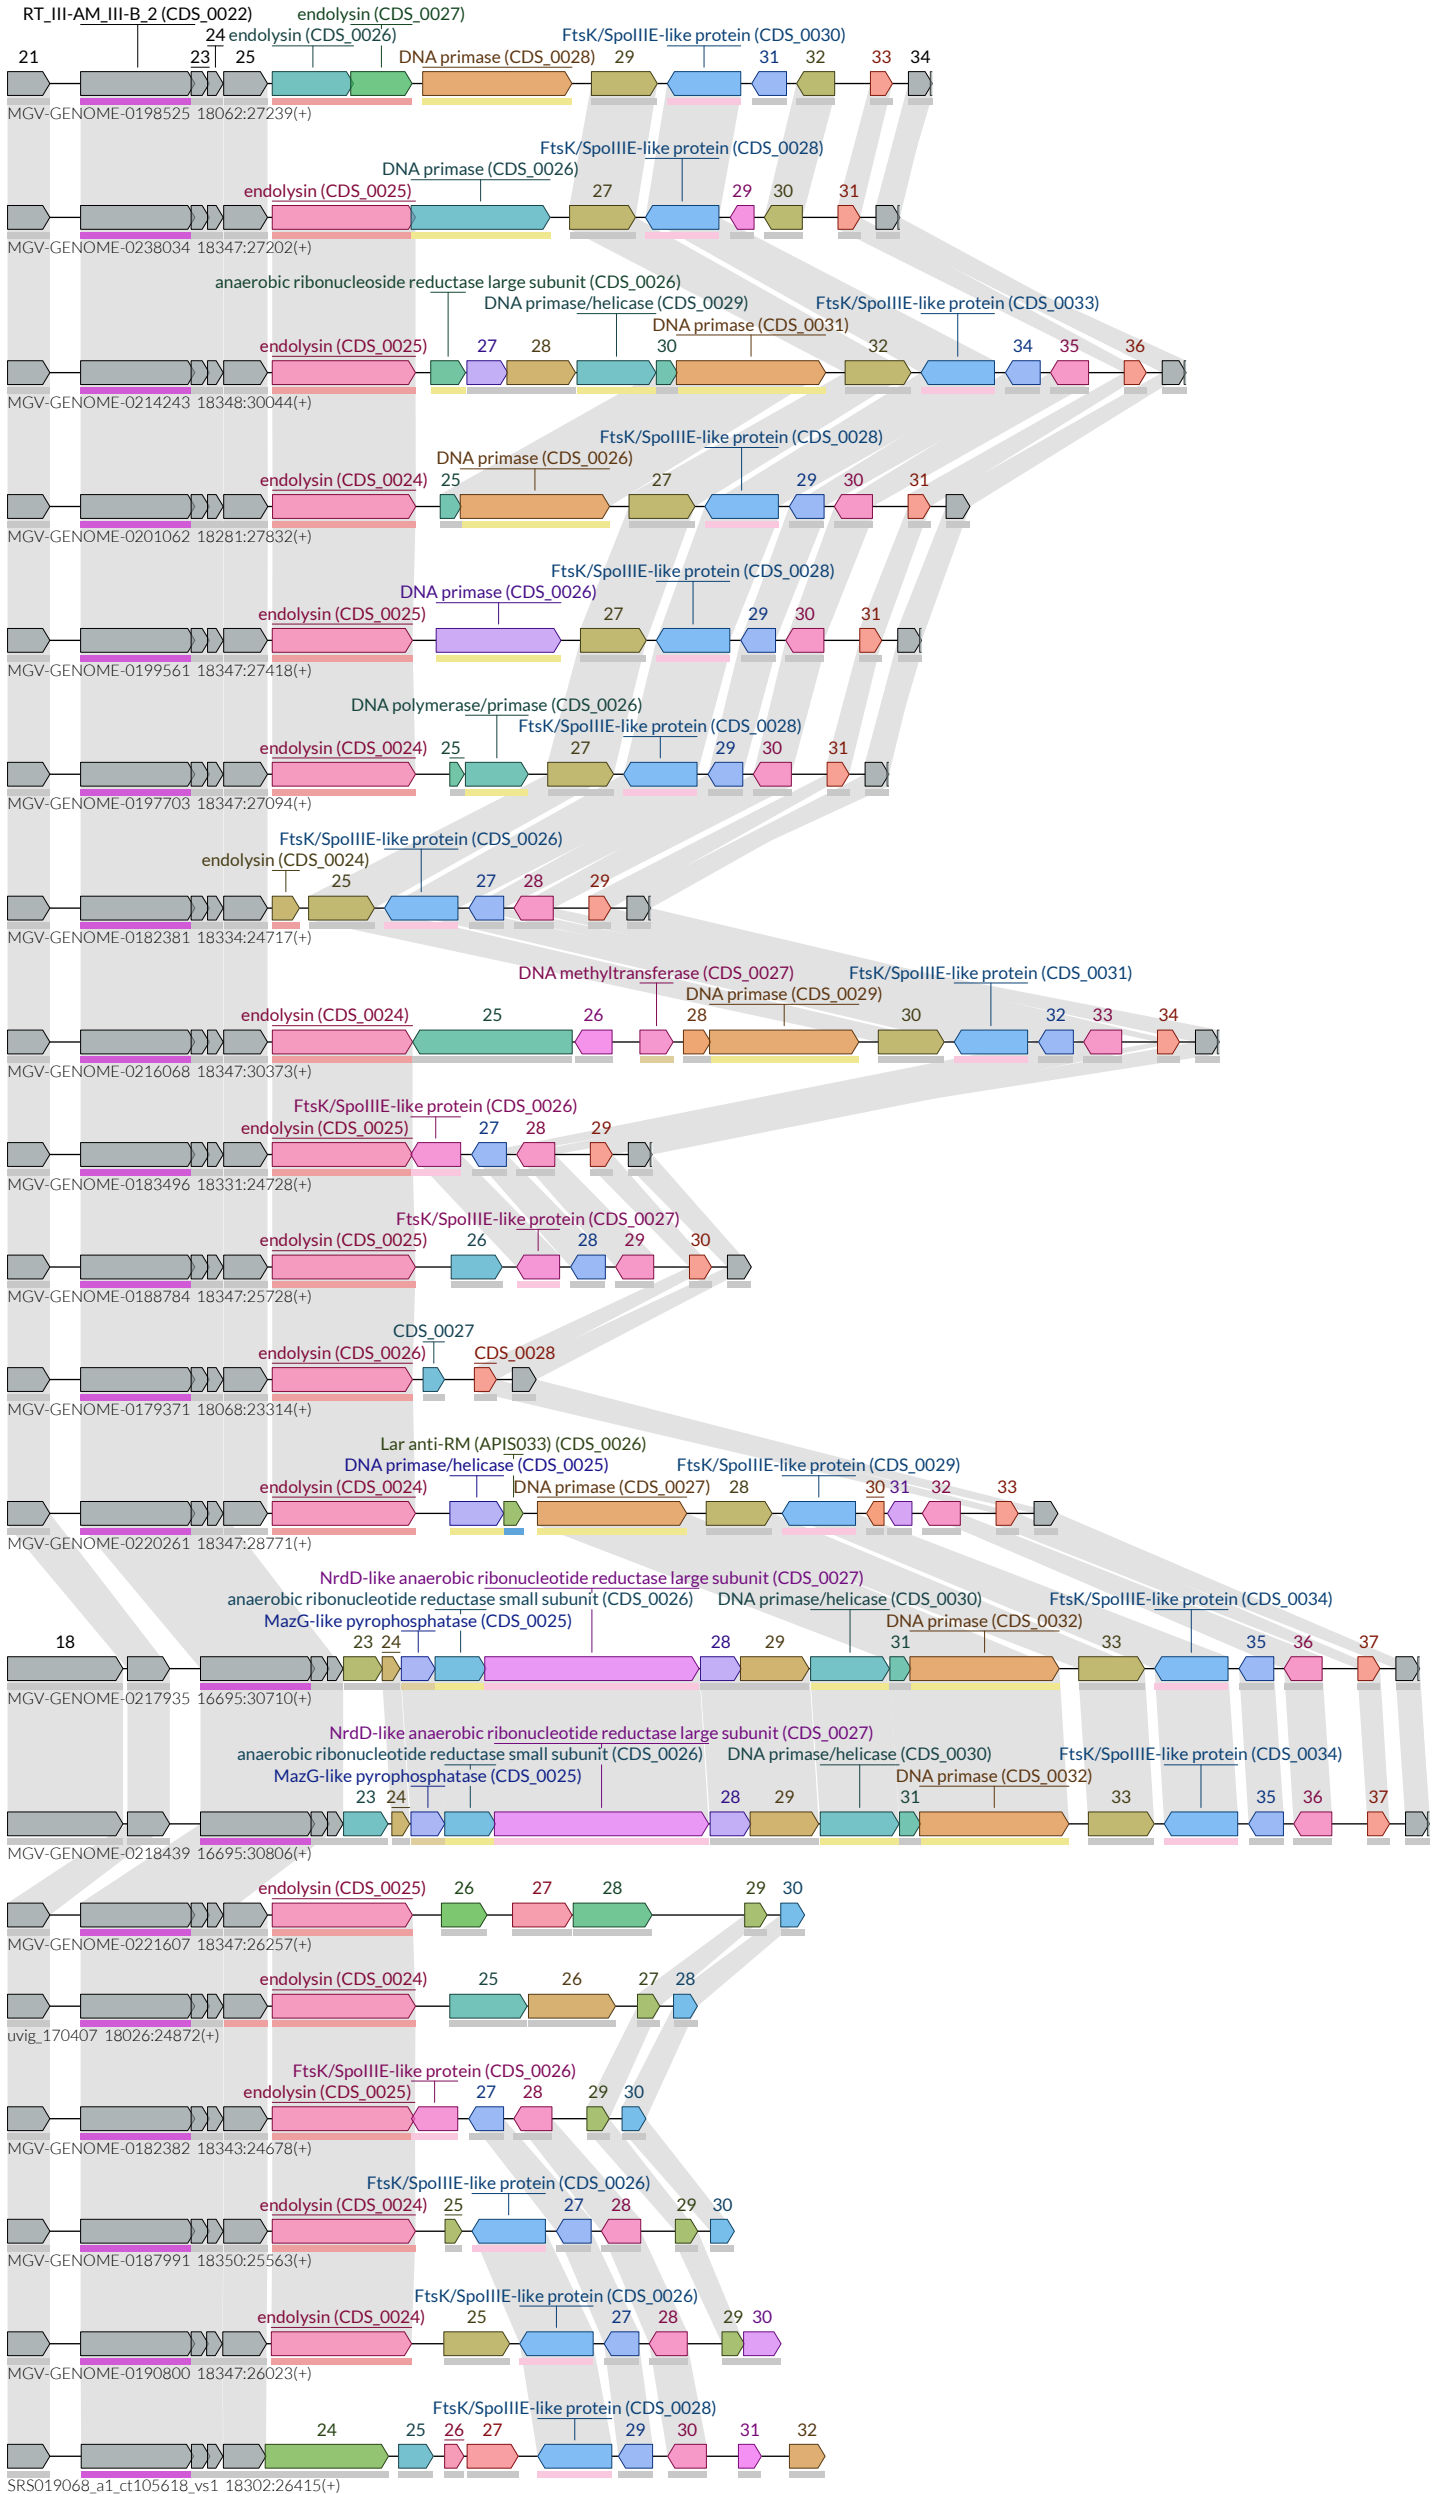 RT_III-AM_III-B_2 (CDS_0022) endolysin (CDS_0027)
24 endolysin (CDS_0026) FtsK/SpoIIIE-like protein (CDS_0030)
21 23 25 DNA primase (CDS_0028) 29 31 32 33 34
MGV-GENOME-0198525 18062:27239(+)
FtsK/SpoIIIE-like protein (CDS_0028)
DNA primase (CDS_0026)
endolysin (CDS_0025) 27 29 30 31
MGV-GENOME-0238034 18347:27202(+)
anaerobic ribonucleoside reductase large subunit (CDS_0026)
DNA primase/helicase (CDS_0029) FtsK/SpoIIIE-like protein (CDS_0033)
DNA primase (CDS_0031)
endolysin (CDS_0025) 27 28 30 32 34 35 36
MGV-GENOME-0214243 18348:30044(+)
FtsK/SpoIIIE-like protein (CDS_0028)
DNA primase (CDS_0026)
endolysin (CDS_0024) 25 27 29 30 31
MGV-GENOME-0201062 18281:27832(+)
FtsK/SpoIIIE-like protein (CDS_0028)
DNA primase (CDS_0026)
endolysin (CDS_0025) 27 29 30 31
MGV-GENOME-0199561 18347:27418(+)
DNA polymerase/primase (CDS_0026)
FtsK/SpoIIIE-like protein (CDS_0028)
endolysin (CDS_0024) 25 27 29 30 31
MGV-GENOME-0197703 18347:27094(+)
FtsK/SpoIIIE-like protein (CDS_0026)
endolysin (CDS_0024)
25 27 28 29
MGV-GENOME-0182381 18334:24717(+)
DNA methyltransferase (CDS_0027) FtsK/SpoIIIE-like protein (CDS_0031)
DNA primase (CDS_0029)
endolysin (CDS_0024) 25 26 28 30 32 33 34
MGV-GENOME-0216068 18347:30373(+)
FtsK/SpoIIIE-like protein (CDS_0026)
endolysin (CDS_0025) 27 28 29
MGV-GENOME-0183496 18331:24728(+)
FtsK/SpoIIIE-like protein (CDS_0027)
endolysin (CDS_0025) 26 28 29 30
MGV-GENOME-0188784 18347:25728(+)
CDS_0027
endolysin (CDS_0026) CDS_0028
MGV-GENOME-0179371 18068:23314(+)
Lar anti-RM (APIS033) (CDS_0026)
DNA primase/helicase (CDS_0025) FtsK/SpoIIIE-like protein (CDS_0029)
endolysin (CDS_0024) DNA primase (CDS_0027) 28 30 31 32 33
MGV-GENOME-0220261 18347:28771(+)
NrdD-like anaerobic ribonucleotide reductase large subunit (CDS_0027)
anaerobic ribonucleotide reductase small subunit (CDS_0026) DNA primase/helicase (CDS_0030) FtsK/SpoIIIE-like protein (CDS_0034)
MazG-like pyrophosphatase (CDS_0025) DNA primase (CDS_0032)
18 23 24 28 29 31 33 35 36 37
MGV-GENOME-0217935 16695:30710(+)
NrdD-like anaerobic ribonucleotide reductase large subunit (CDS_0027)
anaerobic ribonucleotide reductase small subunit (CDS_0026) DNA primase/helicase (CDS_0030) FtsK/SpoIIIE-like protein (CDS_0034)
MazG-like pyrophosphatase (CDS_0025) DNA primase (CDS_0032)
23 24 28 29 31 33 35 36 37
MGV-GENOME-0218439 16695:30806(+)
endolysin (CDS_0025) 26 27 28 29 30
MGV-GENOME-0221607 18347:26257(+)
endolysin (CDS_0024) 25 26 27 28
uvig_170407 18026:24872(+)
FtsK/SpoIIIE-like protein (CDS_0026)
endolysin (CDS_0025) 27 28 29 30
MGV-GENOME-0182382 18343:24678(+)
FtsK/SpoIIIE-like protein (CDS_0026)
endolysin (CDS_0024) 25 27 28 29 30
MGV-GENOME-0187991 18350:25563(+)
FtsK/SpoIIIE-like protein (CDS_0026)
endolysin (CDS_0024) 25 27 28 29 30
MGV-GENOME-0190800 18347:26023(+)
FtsK/SpoIIIE-like protein (CDS_0028)
24 25 26 27 29 30 31 32
SRS019068_a1_ct105618_vs1 18302:26415(+)